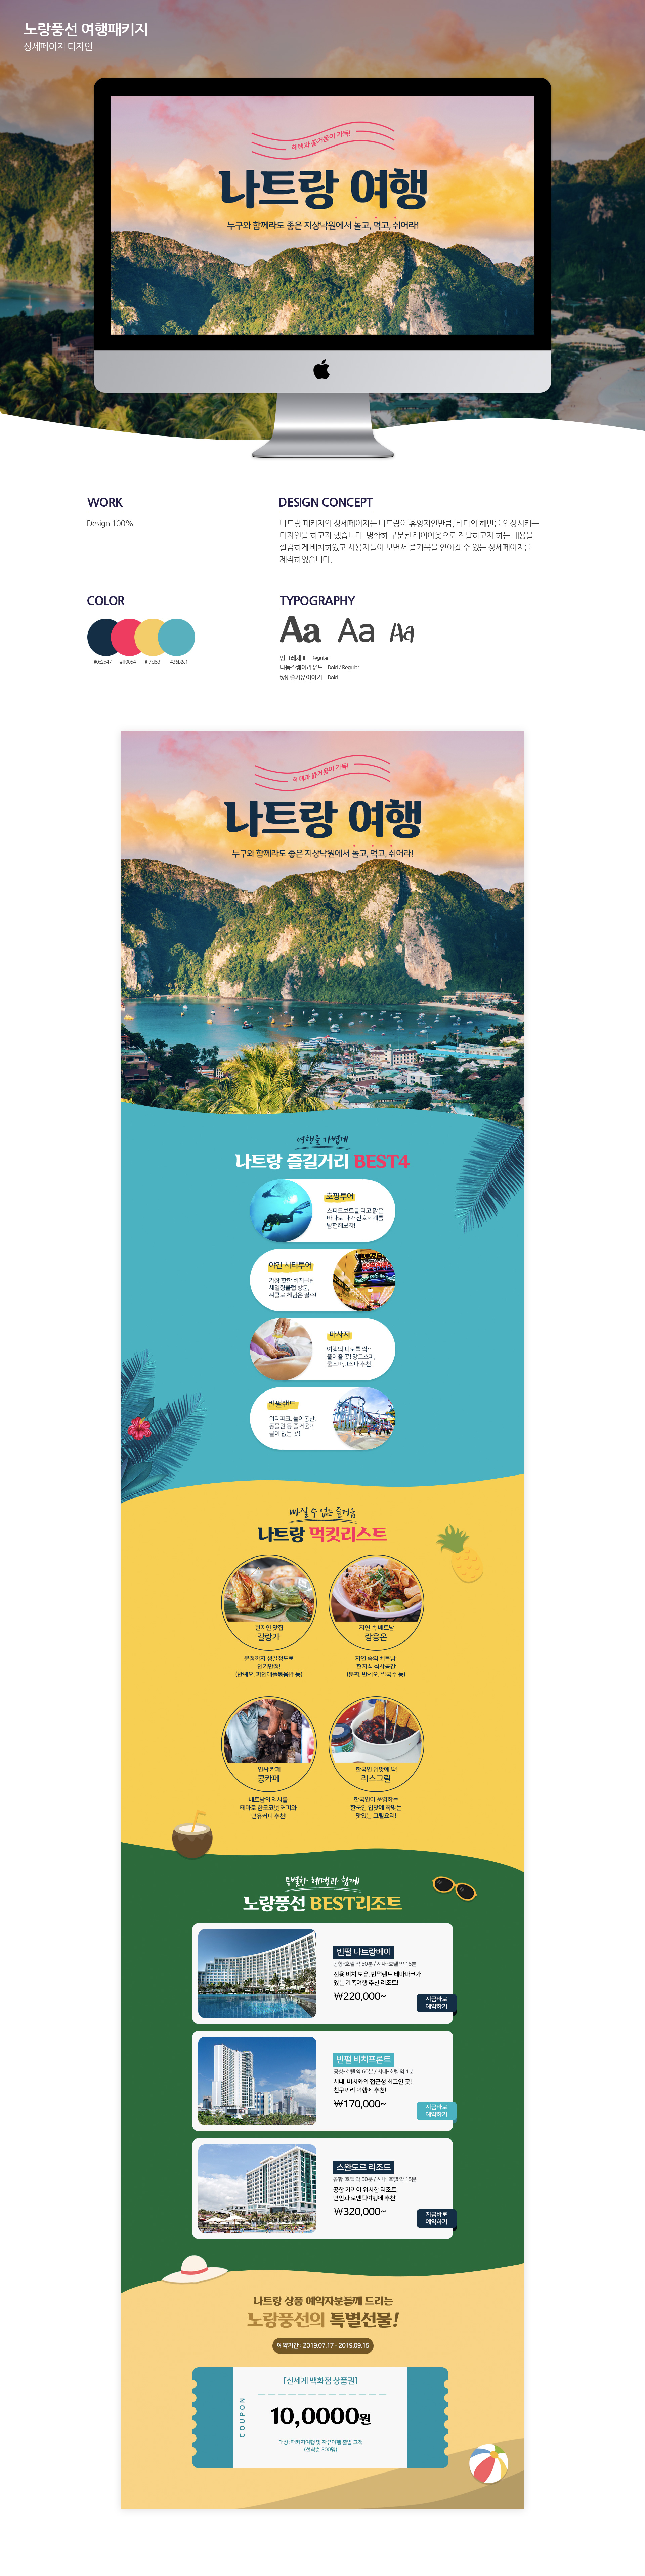 노랑풍선 여행패키지
상세페이지 디자인
혜택과 즐거움이 가득!
나트랑 여행
누구와 함께라도 좋은 지상낙원에서 놀고, 먹고, 쉬어라!
WORK
Design 100%
DESIGN CONCEPT
나트랑 패키지의 상세페이지는 나트랑이 휴양지인만큼, 바다와 해변를 연상시키는
디자인을 하고자 했습니다. 명확히 구분된 레이아웃으로 전달하고자 하는 내용을
깔끔하게 배치하였고 사용자들이 보면서 즐거움을 얻어갈 수 있는 상세페이지를
제작하였습니다.
COLOR
#0e2d47 #ff0054 #f7cf53 #36b2c1
TYPOGRAPHY
Aa Aa Aa
빙그레체 II Regular
나눔스퀘어라운드 Bold / Regular
tvN 즐거운이야기 Bold
혜택과 즐거움이 가득!
나트랑 여행
누구와 함께라도 좋은 지상낙원에서 놀고, 먹고, 쉬어라!
여행을 가볍게
나트랑 즐길거리 BEST4
호핑투어
스피드보트를 타고 맑은
바다로 나가 산호세계를
탐험해보자!
야간 시티투어
가장 핫한 비치클럽
세일링클럽 방문,
씨클로 체험은 필수!
마사지
여행의 피로를 싹~
풀어줄 곳! 망고스파,
쿨스파, J스파 추천!
빈펄랜드
워터파크, 놀이동산,
동물원 등 즐거움이
끝이 없는 곳!
빠질 수 없는 즐거움
나트랑 먹킷리스트
현지인 맛집
갈랑가
분점까지 생길정도로
인기만점!
(반쎄오, 파인애플볶음밥 등)
자연 속 베트남
랑응온
자연 속의 베트남
현지식 식사공간
(분짜, 반세오, 쌀국수 등)
인싸 카페
콩카페
베트남의 역사를
테마로 한코코넛 커피와
연유커피 추천!
한국인 입맛에 딱!
리스그릴
한국인이 운영하는
한국인 입맛에 딱맞는
맛있는 그릴요리!
특별한 혜택과 함께
노랑풍선 BEST리조트
빈펄 나트랑베이
공항-호텔 약 50분 / 시내-호텔 약 15분
전용 비치 보유, 빈펄랜드 테마파크가
있는 가족여행 추천 리조트!
₩220,000~
지금바로
예약하기
빈펄 비치프론트
공항-호텔 약 60분 / 시내-호텔 약 1분
시내, 비치와의 접근성 최고인 곳!
친구끼리 여행에 추천!
₩170,000~
지금바로
예약하기
스완도르 리조트
공항-호텔 약 50분 / 시내-호텔 약 15분
공항 가까이 위치한 리조트,
연인과 로맨틱여행에 추천!
₩320,000~
지금바로
예약하기
나트랑 상품 예약자분들께 드리는
노랑풍선의 특별선물!
예약기간 : 2019.07.17 - 2019.09.15
COUPON
[신세계 백화점 상품권]
10,0000원
대상: 패키지여행 및 자유여행 출발 고객
(선착순 300명)